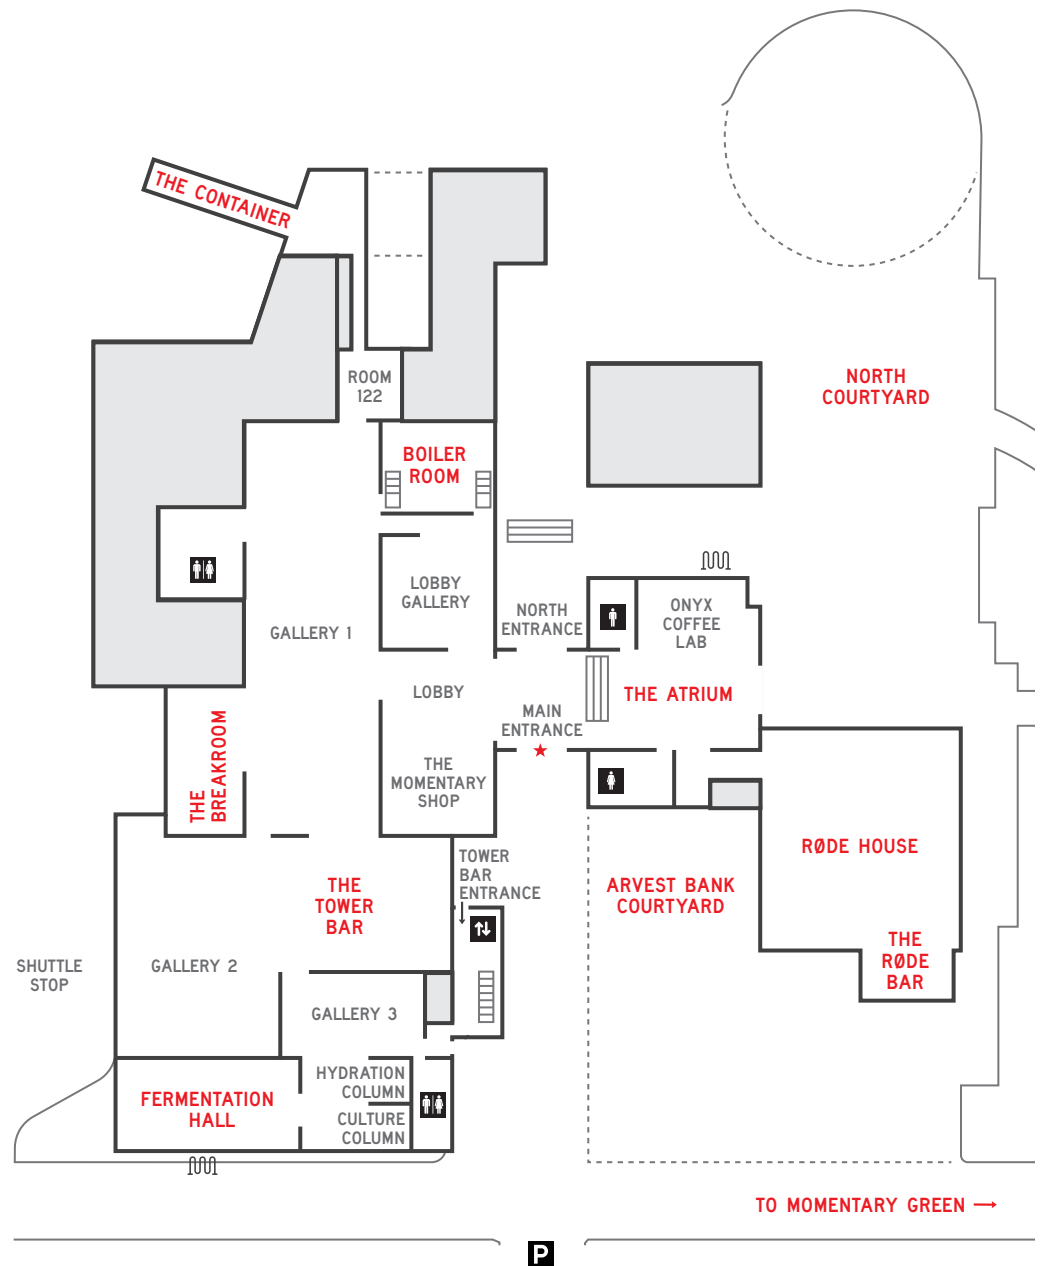 THE CONTAINER
ROOM
122
NORTH
COURTYARD
BOILER
ROOM
LOBBY
GALLERY
NORTH
ENTRANCE
ONYX
COFFEE
LAB
GALLERY 1
LOBBY
THE ATRIUM
MAIN
ENTRANCE
THE
BREAKROOM
THE
MOMENTARY
SHOP
RØDE HOUSE
TOWER
BAR
ENTRANCE
THE
TOWER
BAR
ARVEST BANK
COURTYARD
THE
RØDE
BAR
SHUTTLE
STOP
GALLERY 2
GALLERY 3
HYDRATION
COLUMN
FERMENTATION
HALL
CULTURE
COLUMN
TO MOMENTARY GREEN
P